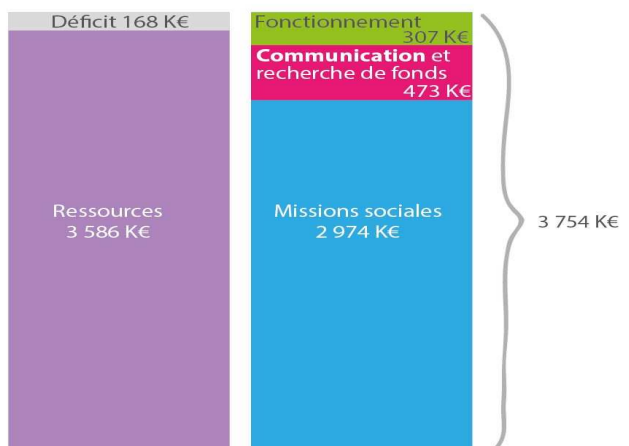 Déficit 168 K€
Ressources
3 586 K€
Fonctionnement
307 K€
Communication et
recherche de fonds
473 K€
Missions sociales
2 974 K€
3 754 K€